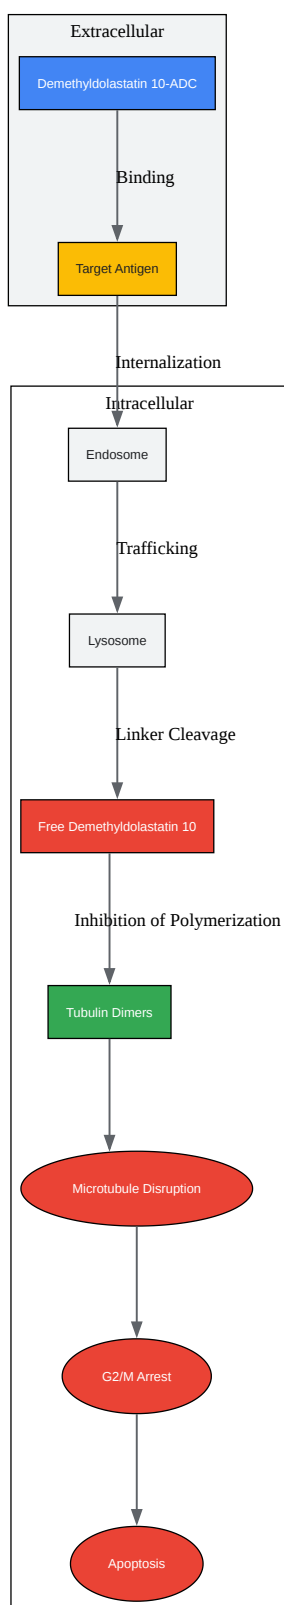 Extracellular
Demethyldolastatin 10-ADC
Binding
Target Antigen
Internalization
Intracellular
Endosome
Trafficking
Lysosome
Linker Cleavage
Free Demethyldolastatin 10
Inhibition of Polymerization
Tubulin Dimers
Microtubule Disruption
G2/M Arrest
Apoptosis